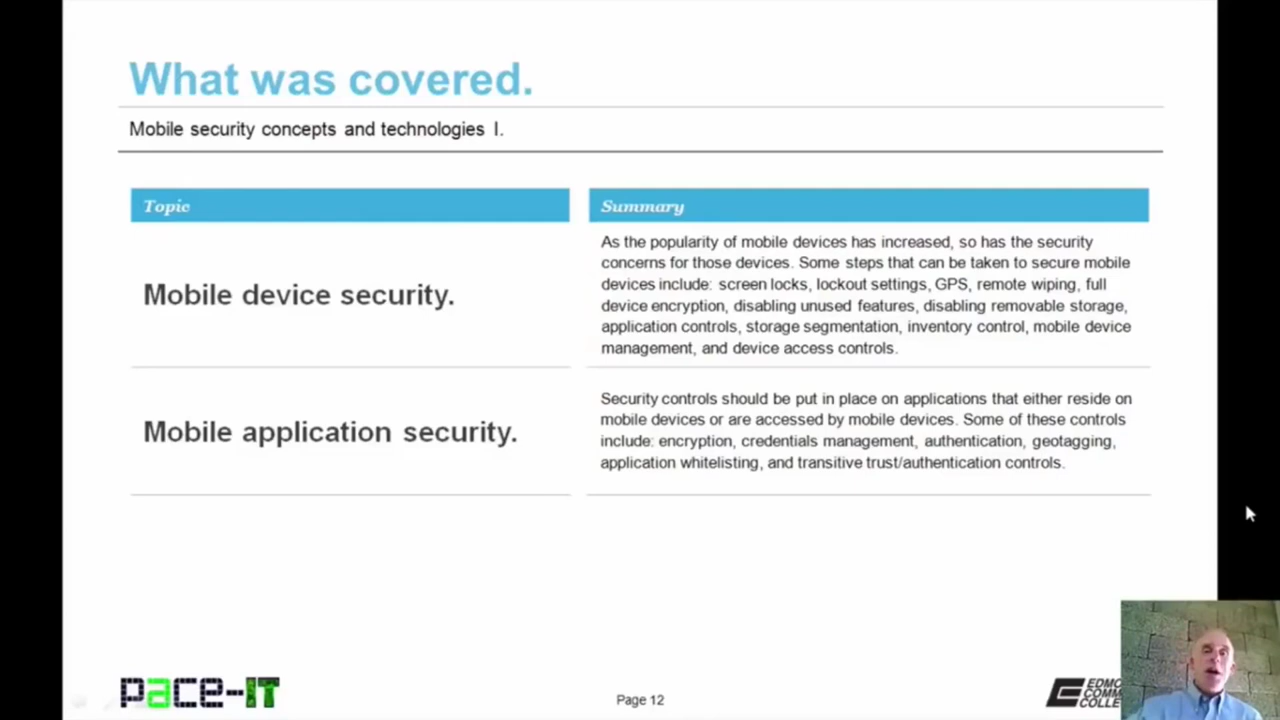 What was covered.
Mobile security concepts and technologies I.
Topic
Summary
Mobile device security.
As the popularity of mobile devices has increased, so has the security
concerns for those devices. Some steps that can be taken to secure mobile
devices include: screen locks, lockout settings, GPS, remote wiping, full
device encryption, disabling unused features, disabling removable storage,
application controls, storage segmentation, inventory control, mobile device
management, and device access controls.
Mobile application security.
Security controls should be put in place on applications that either reside on
mobile devices or are accessed by mobile devices. Some of these controls
include: encryption, credentials management, authentication, geotagging,
application whitelisting, and transitive trust/authentication controls.
pace-IT
Page 12
EDMO
COMM
COLLE